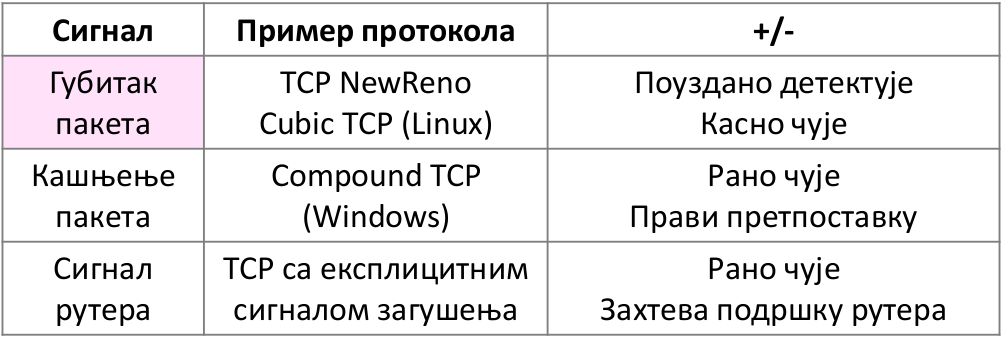 Сигнал
Пример протокола
+/-
Губитак
пакета
TCP NewReno
Cubic TCP (Linux)
Поуздано детектује
Касно чује
Кашњење
пакета
Compound TCP
(Windows)
Рано чује
Прави претпоставку
Сигнал
рутера
TCP са експлицитним
сигналом загушења
Рано чује
Захтева подршку рутера